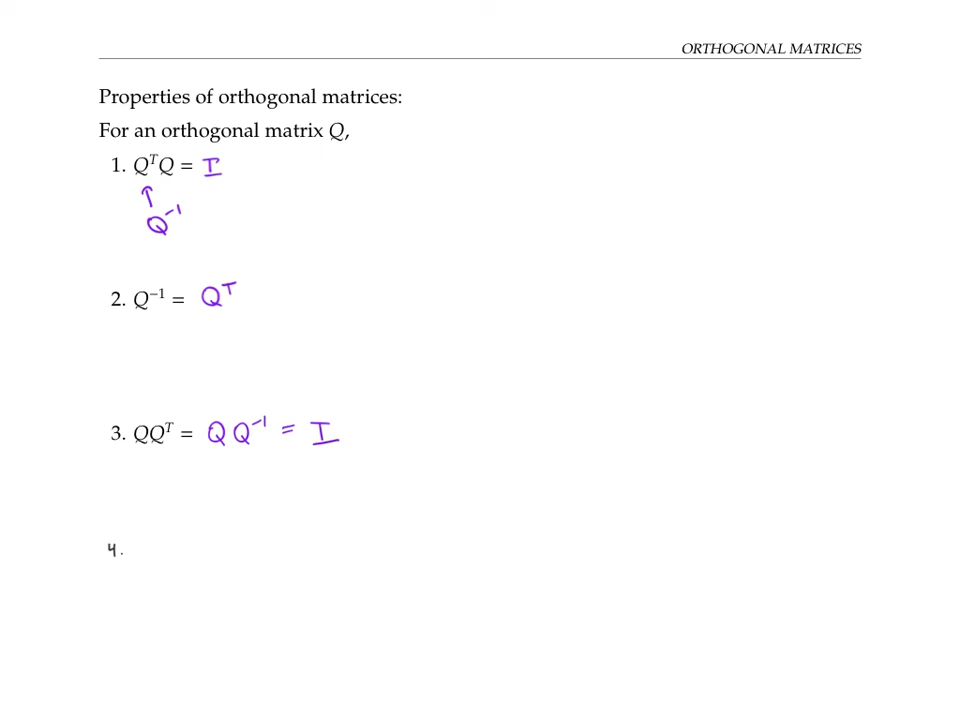 ORTHOGONAL MATRICES
Properties of orthogonal matrices:
For an orthogonal matrix Q,
1. QᵀQ = I
↑
Q⁻¹
2. Q⁻¹ = Qᵀ
3. QQᵀ = QQ⁻¹ = I
4.